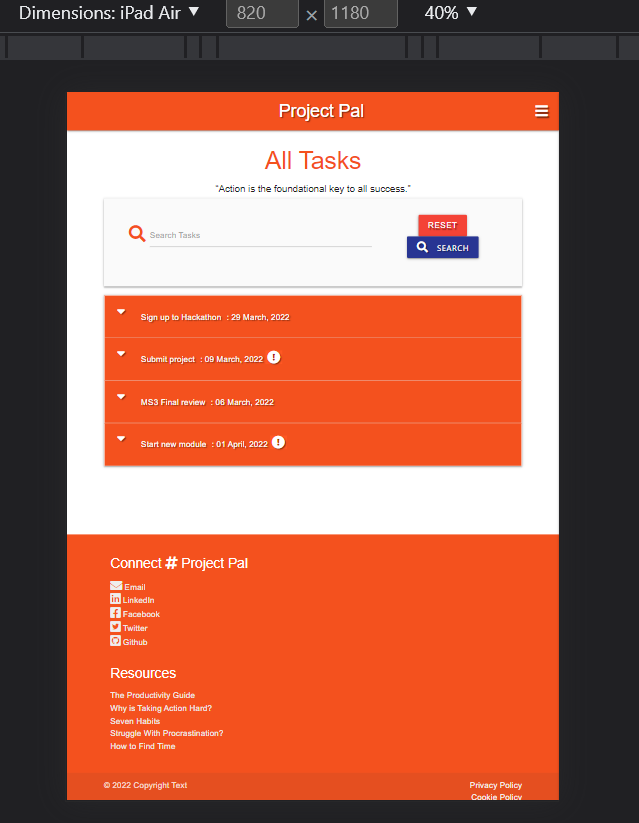 Dimensions: iPad Air ▼ 820 × 1180 40% ▼
Project Pal
All Tasks
"Action is the foundational key to all success."
Search Tasks
RESET
SEARCH
Sign up to Hackathon : 29 March, 2022
Submit project : 09 March, 2022
MS3 Final review : 06 March, 2022
Start new module : 01 April, 2022
Connect # Project Pal
Email
LinkedIn
Facebook
Twitter
Github
Resources
The Productivity Guide
Why is Taking Action Hard?
Seven Habits
Struggle With Procrastination?
How to Find Time
© 2022 Copyright Text
Privacy Policy
Cookie Policy